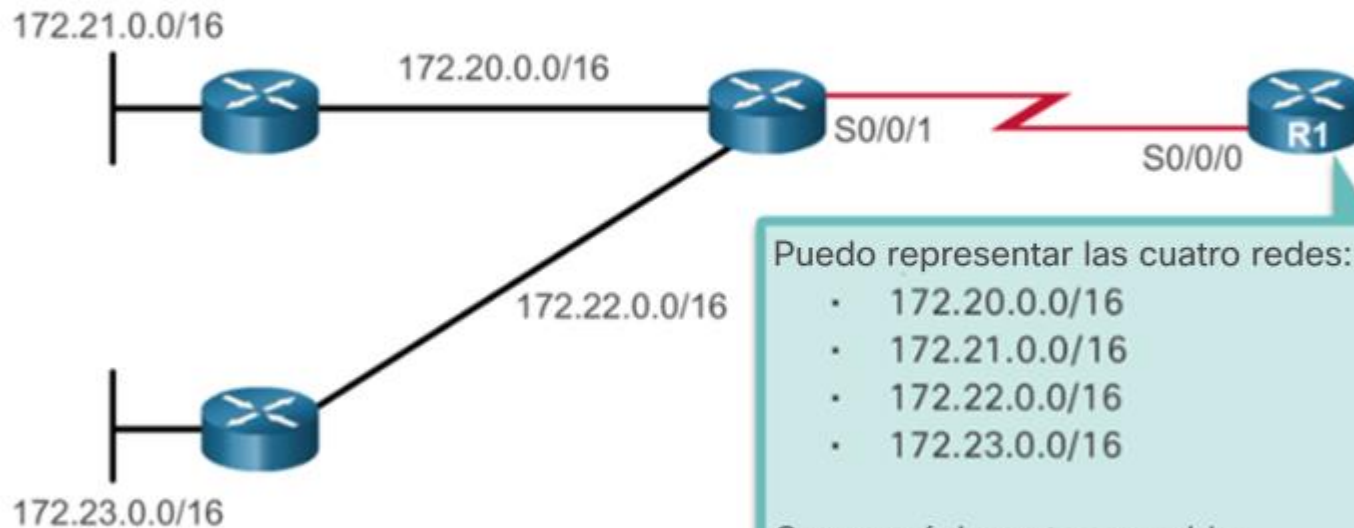 172.21.0.0/16
172.20.0.0/16
S0/0/1
S0/0/0
R1
172.22.0.0/16
172.23.0.0/16
Puedo representar las cuatro redes:
· 172.20.0.0/16
· 172.21.0.0/16
· 172.22.0.0/16
· 172.23.0.0/16